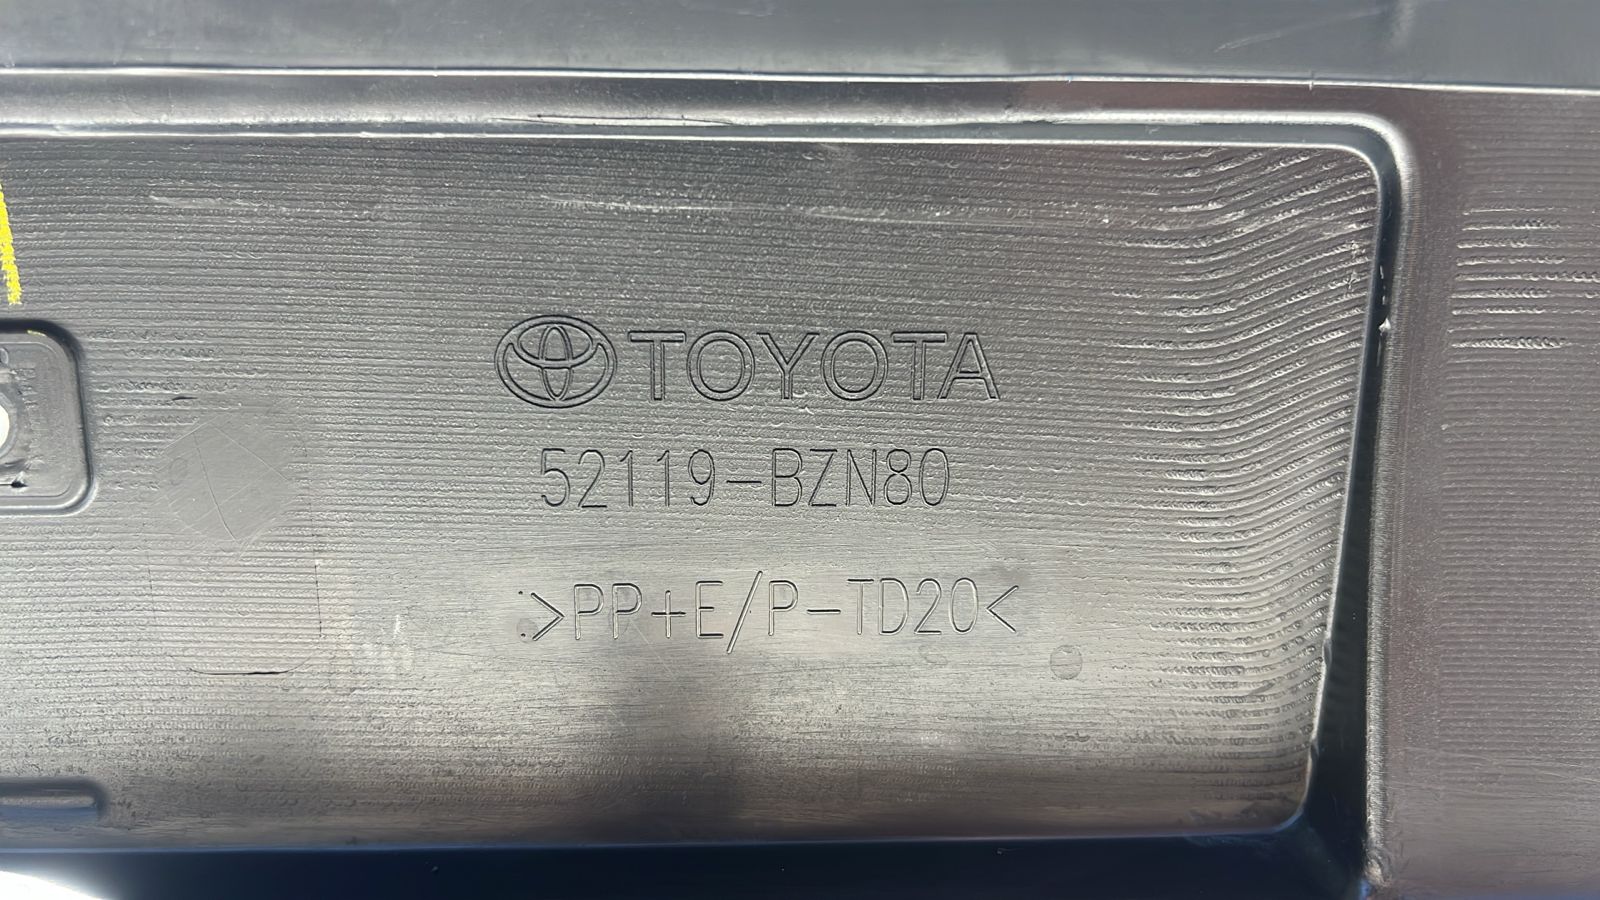 TOYOTA
52119-BZN80
>PP+E/P-TD20<